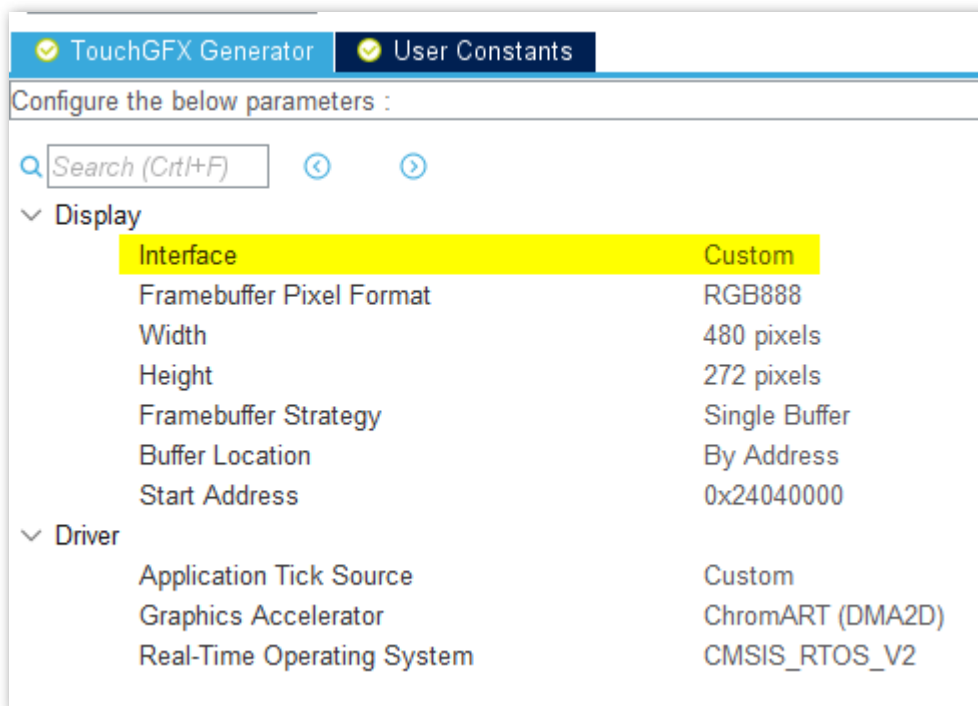 TouchGFX Generator User Constants
Configure the below parameters :
Search (Crtl+F)
Display
Interface Custom
Framebuffer Pixel Format RGB888
Width 480 pixels
Height 272 pixels
Framebuffer Strategy Single Buffer
Buffer Location By Address
Start Address 0x24040000
Driver
Application Tick Source Custom
Graphics Accelerator ChromART (DMA2D)
Real-Time Operating System CMSIS_RTOS_V2